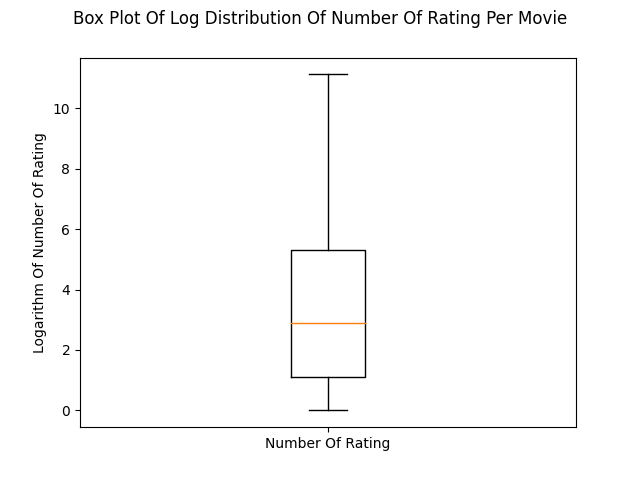 Box Plot Of Log Distribution Of Number Of Rating Per Movie
Logarithm Of Number Of Rating
10
8
6
4
2
0
Number Of Rating